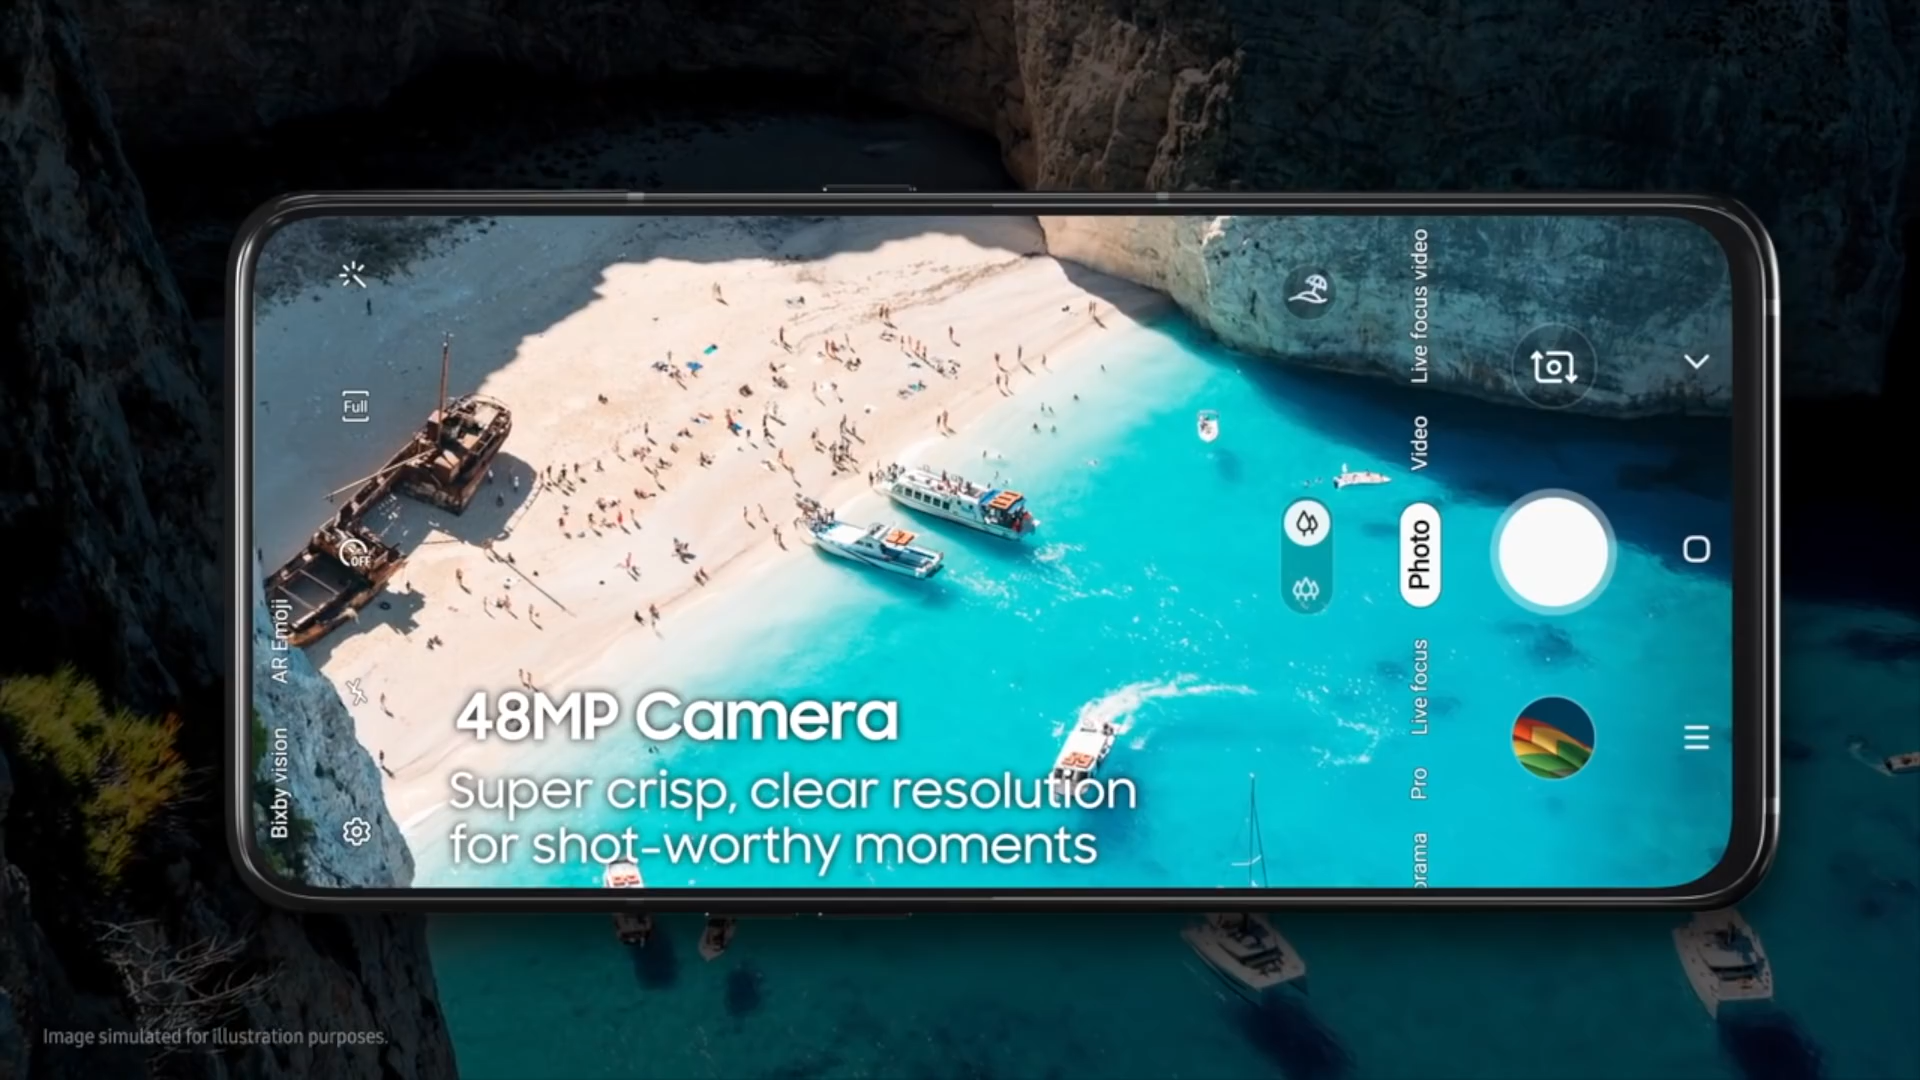 Full
OFF
AR Emoji
Bixby vision
48MP Camera
Super crisp, clear resolution
for shot-worthy moments
Live focus video
Video
Photo
Live focus
Pro
orama
Image simulated for illustration purposes.